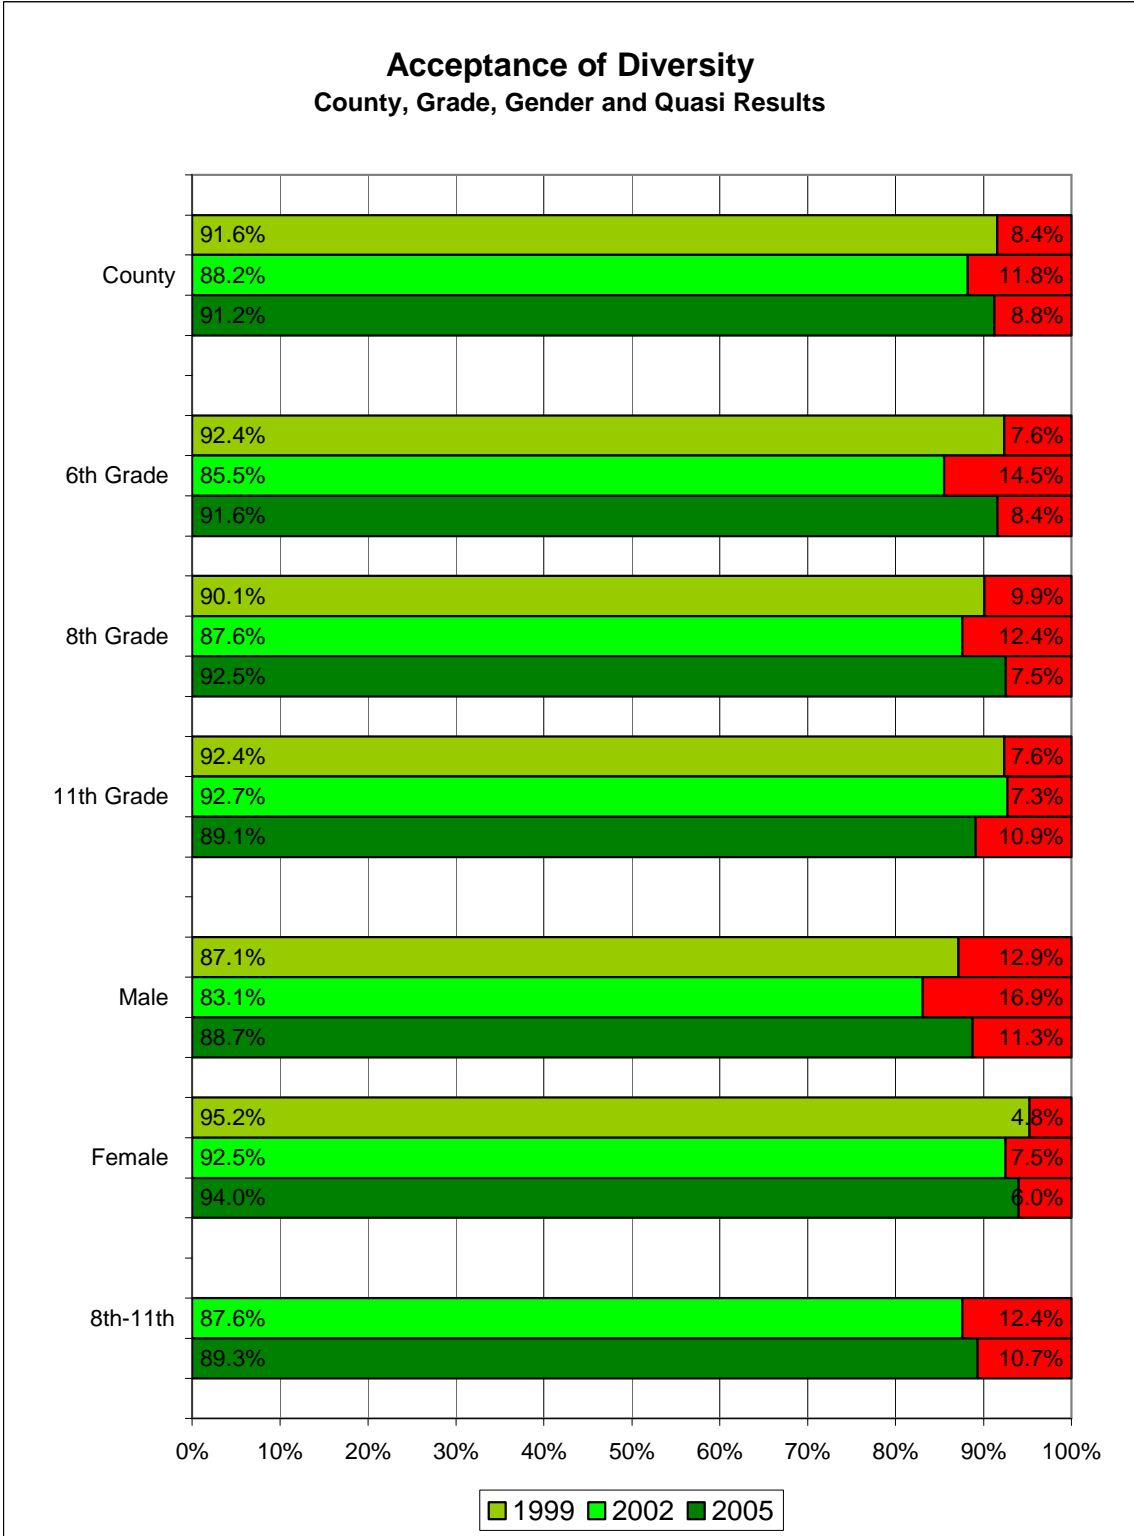 Acceptance of Diversity
County, Grade, Gender and Quasi Results
91.6% 8.4%
County 88.2% 11.8%
91.2% 8.8%
92.4% 7.6%
6th Grade 85.5% 14.5%
91.6% 8.4%
90.1% 9.9%
8th Grade 87.6% 12.4%
92.5% 7.5%
92.4% 7.6%
11th Grade 92.7% 7.3%
89.1% 10.9%
87.1% 12.9%
Male 83.1% 16.9%
88.7% 11.3%
95.2% 4.8%
Female 92.5% 7.5%
94.0% 6.0%
8th-11th 87.6% 12.4%
89.3% 10.7%
0% 10% 20% 30% 40% 50% 60% 70% 80% 90% 100%
1999 2002 2005